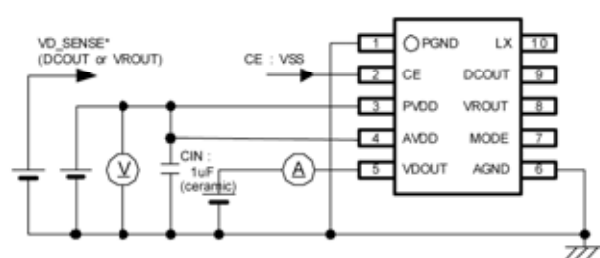 VD_SENSE*
(DCOUT or VROUT)
CE : VSS
CIN :
1uF
(ceramic)
V
A
1 PGND LX 10
2 CE DCOUT 9
3 PVDD VROUT 8
4 AVDD MODE 7
5 VDOUT AGND 6